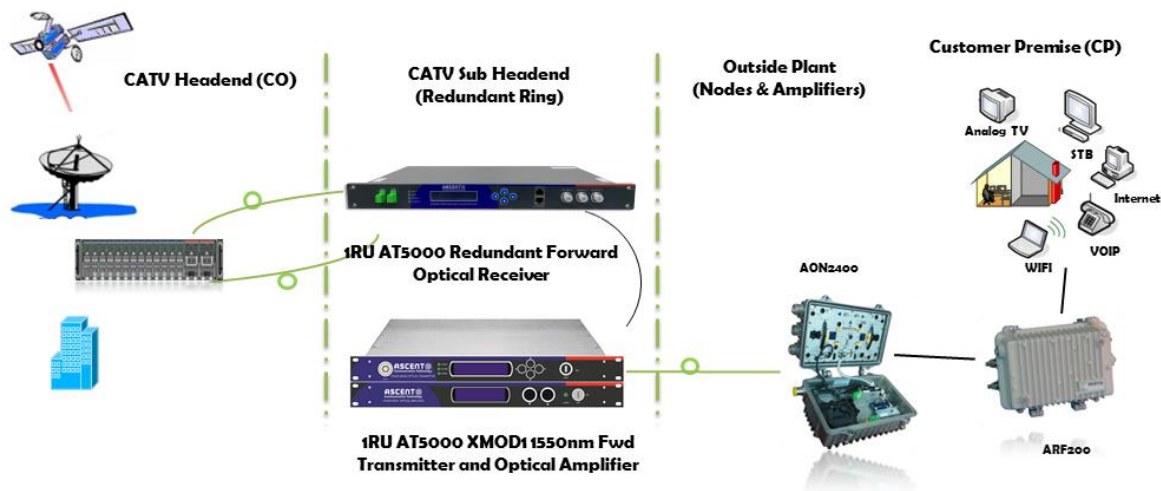 CATV Headend (CO)
CATV Sub Headend
(Redundant Ring)
Outside Plant
(Nodes & Amplifiers)
Customer Premise (CP)
Analog TV
STB
Internet
VOIP
WIFI
ASCENT
1RU AT5000 Redundant Forward
Optical Receiver
AON2400
ASCENT
ASCENT
1RU AT5000 XMOD1 1550nm Fwd
Transmitter and Optical Amplifier
ARF200